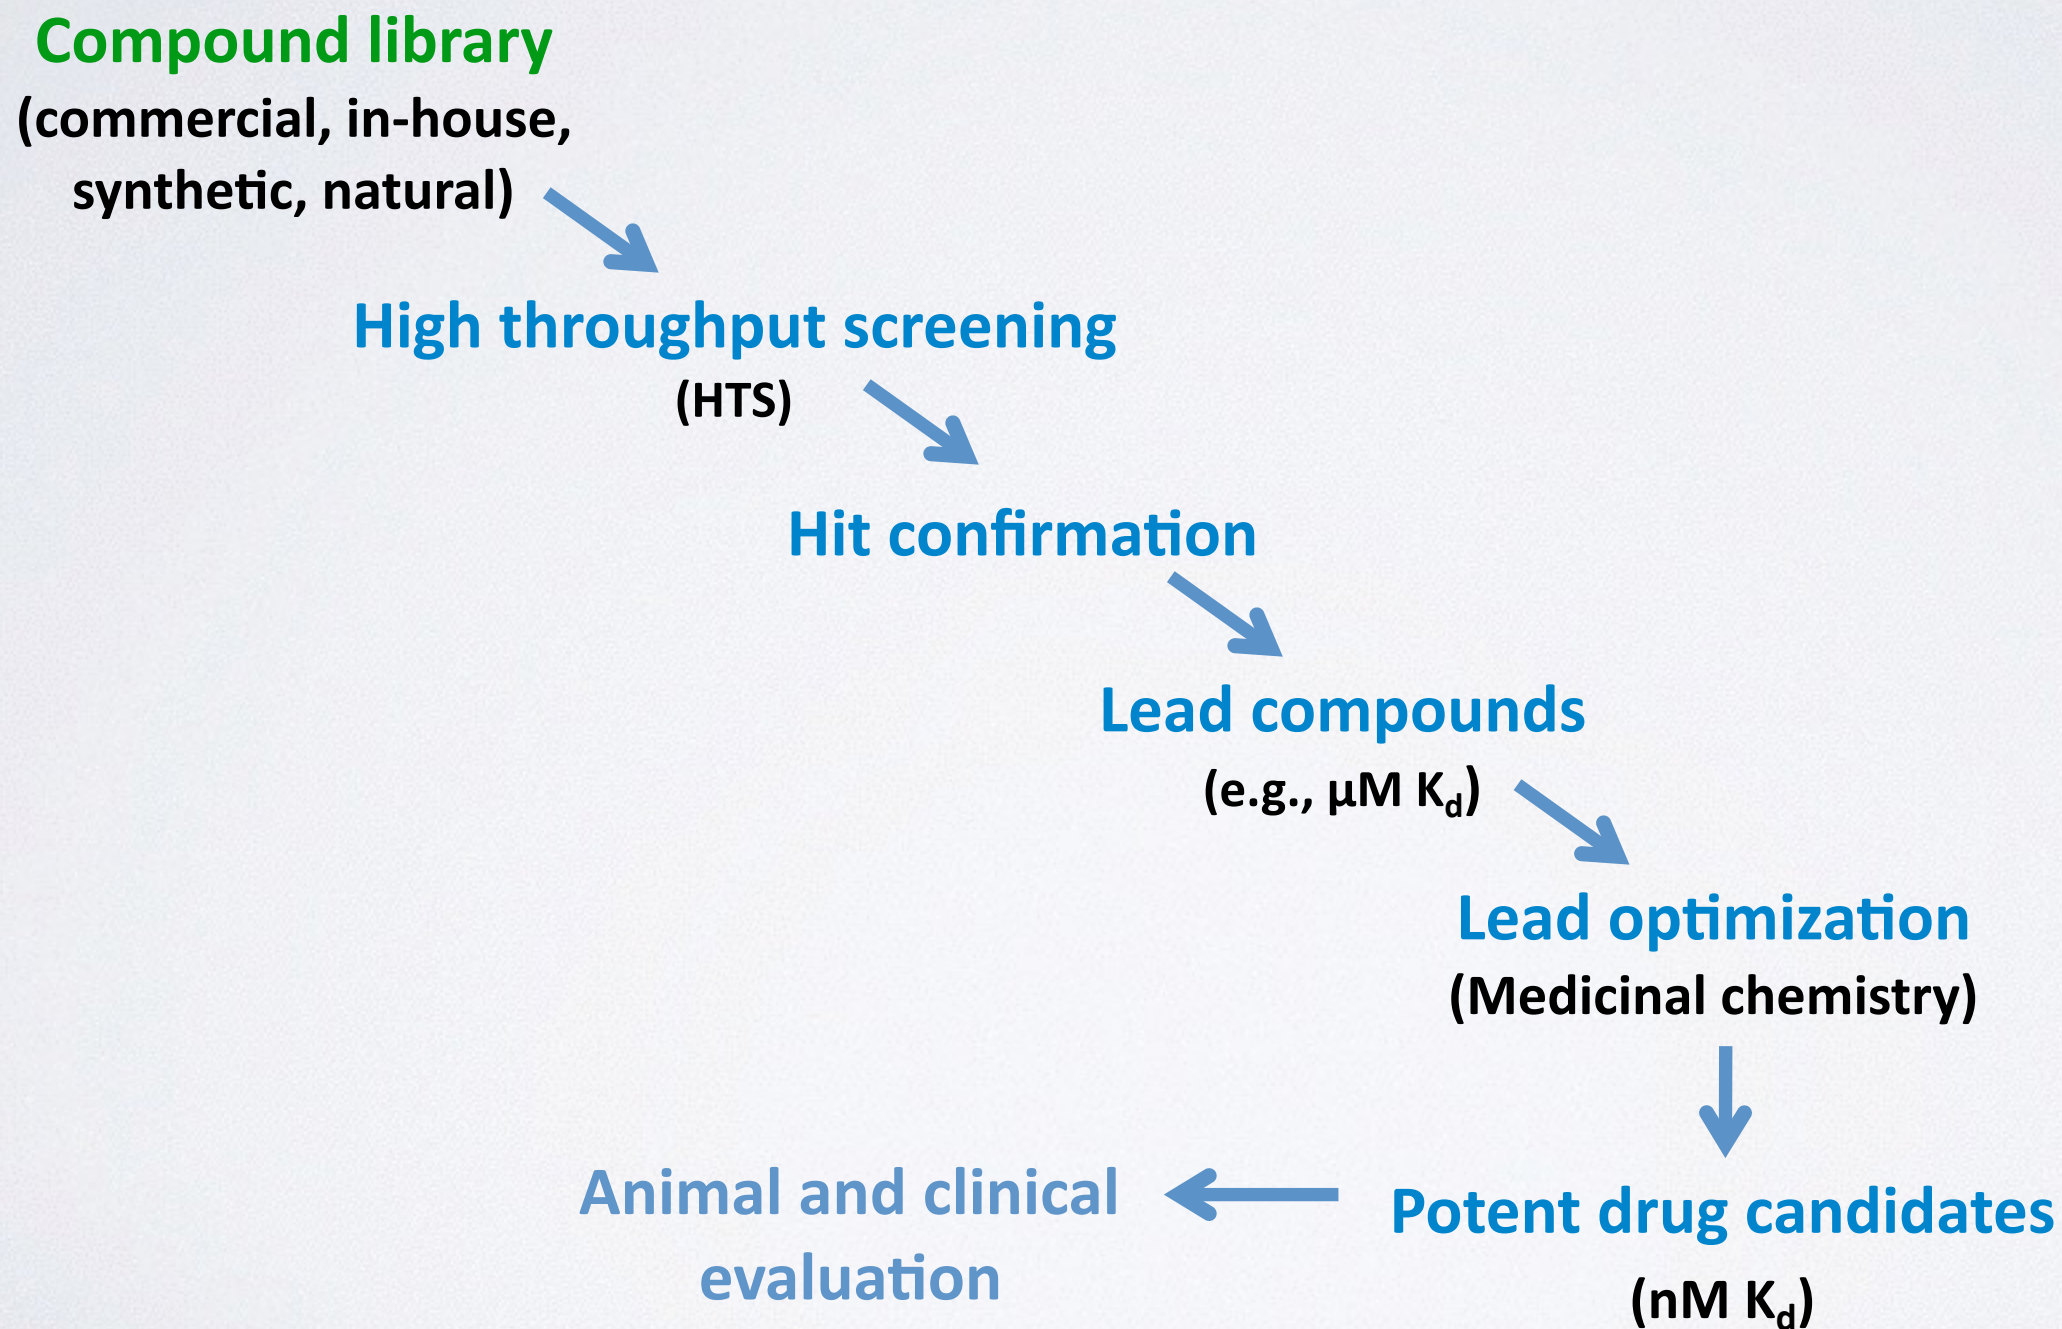 Compound library
(commercial, in-house,
synthetic, natural)
High throughput screening
(HTS)
Hit confirmation
Lead compounds
(e.g., μM Kd)
Lead optimization
(Medicinal chemistry)
Potent drug candidates
(nM Kd)
Animal and clinical
evaluation